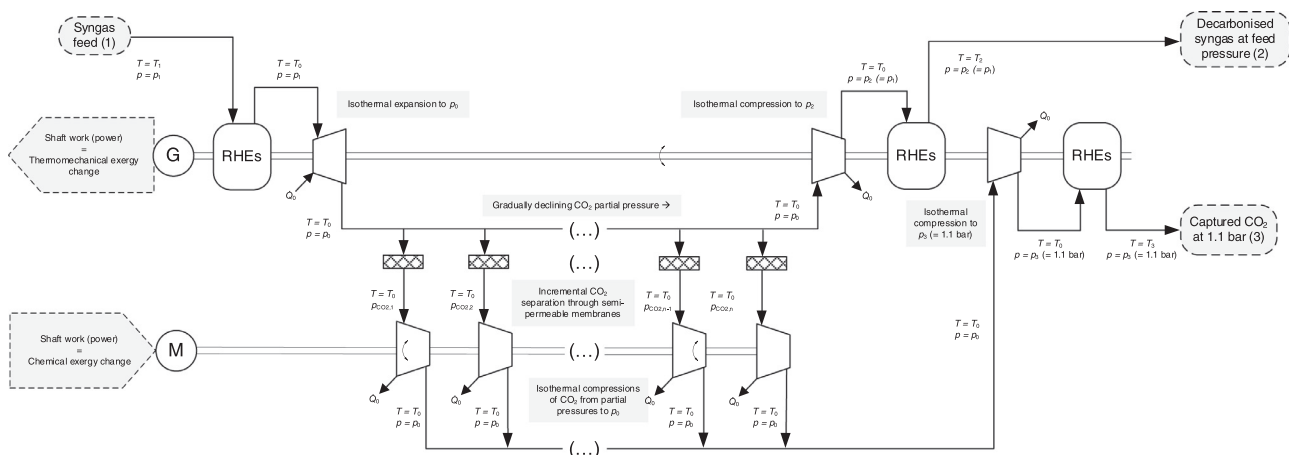 Syngas
feed (1)
T = T₁
p = p₁
T = T₀
p = p₁
Isothermal expansion to p₀
Shaft work (power)
=
Thermomechanical exergy
change
G
RHEs
Q₀
T = T₀
p = p₀
Gradually declining CO₂ partial pressure →
(…)
T = T₀
p = p₀
Isothermal compression to p₂
T = T₀
p = p₂ (= p₁)
Q₀
RHEs
T = T₂
p = p₂ (= p₁)
Decarbonised
syngas at feed
pressure (2)
Isothermal
compression to
p₃ (= 1.1 bar)
Q₀
RHEs
T = T₀
p = p₃ (= 1.1 bar)
T = T₃
p = p₃ (= 1.1 bar)
Captured CO₂
at 1.1 bar (3)
(…)
T = T₀
pCO2,1
T = T₀
pCO2,2
Incremental CO₂
separation through semi-
permeable membranes
T = T₀
pCO2,n-1
T = T₀
pCO2,n
T = T₀
p = p₀
Shaft work (power)
=
Chemical exergy change
M
(…)
Q₀
Q₀
Isothermal compressions
of CO₂ from partial
pressures to p₀
Q₀
Q₀
T = T₀
p = p₀
T = T₀
p = p₀
T = T₀
p = p₀
T = T₀
p = p₀
(…)